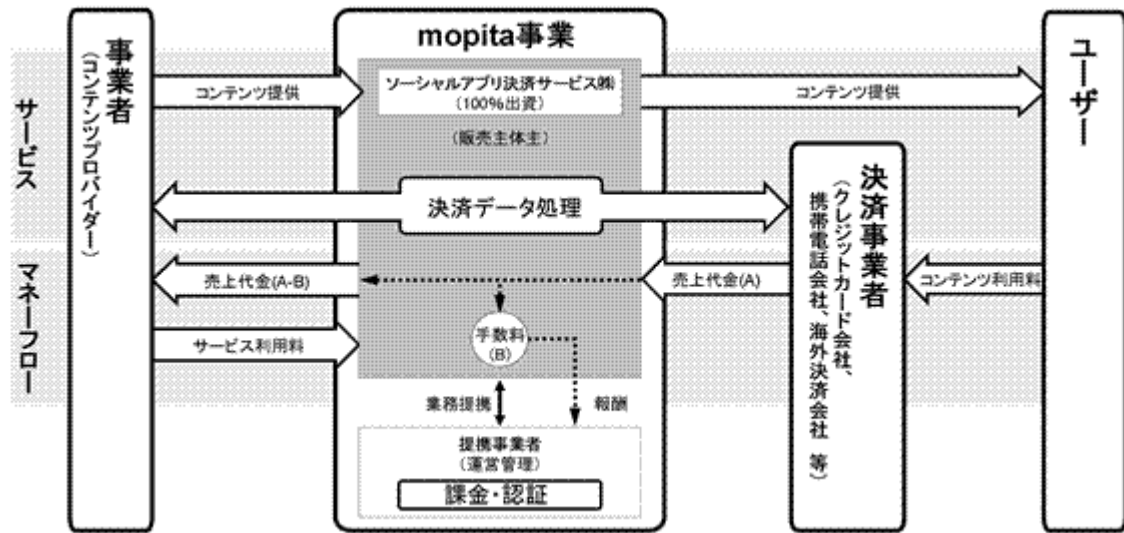 mopita事業
事業者
（コンテンツプロバイダー）
ユーザー
サービス
マネーフロー
コンテンツ提供
ソーシャルアプリ決済サービス㈱
（100％出資）
（販売主体主）
コンテンツ提供
決済データ処理
決済事業者
（クレジットカード会社、
携帯電話会社、海外決済会社 等）
売上代金(A-B)
売上代金(A)
コンテンツ利用料
サービス利用料
手数料
(B)
業務提携
報酬
提携事業者
（運営管理）
課金・認証